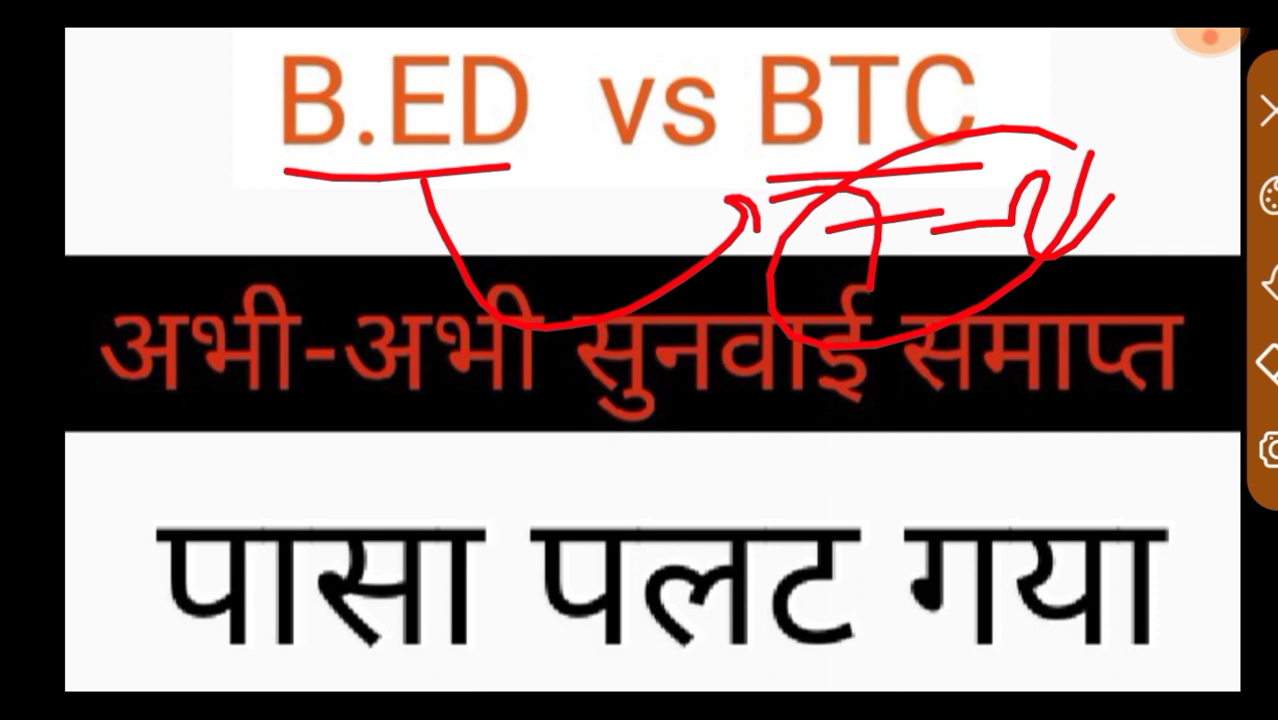 B.ED vs BTC
अभी-अभी सुनवाई समाप्त
पासा पलट गया